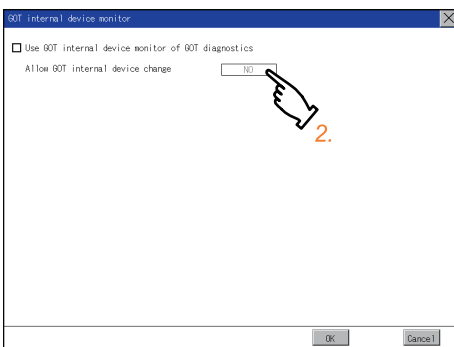 GOT internal device monitor
Use GOT internal device monitor of GOT diagnostics
Allow GOT internal device change NO
2.
OK Cancel